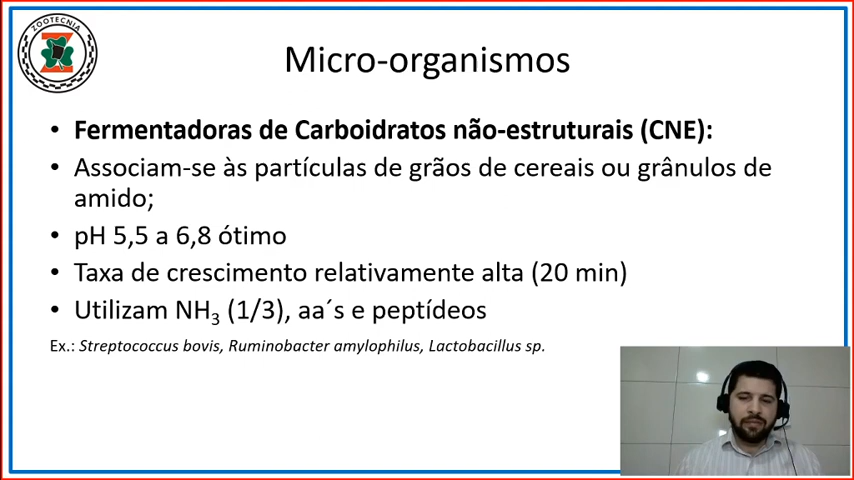 ZOOTECNIA
Z
Micro-organismos
• Fermentadoras de Carboidratos não-estruturais (CNE):
• Associam-se às partículas de grãos de cereais ou grânulos de
amido;
• pH 5,5 a 6,8 ótimo
• Taxa de crescimento relativamente alta (20 min)
• Utilizam NH₃ (1/3), aa´s e peptídeos
Ex.: Streptococcus bovis, Ruminobacter amylophilus, Lactobacillus sp.